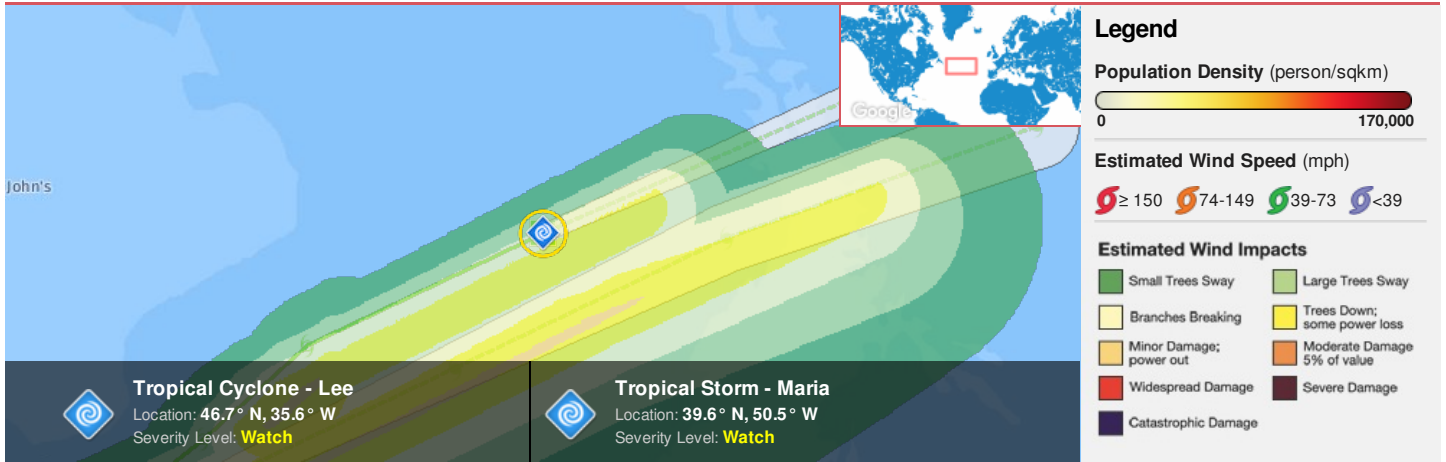 John's
Google
Tropical Cyclone - Lee
Location: 46.7° N, 35.6° W
Severity Level: Watch
Tropical Storm - Maria
Location: 39.6° N, 50.5° W
Severity Level: Watch
Legend
Population Density (person/sqkm)
0 170,000
Estimated Wind Speed (mph)
≥ 150 74-149 39-73 <39
Estimated Wind Impacts
Small Trees Sway Large Trees Sway
Branches Breaking Trees Down;
some power loss
Minor Damage;
power out
Moderate Damage
5% of value
Widespread Damage Severe Damage
Catastrophic Damage